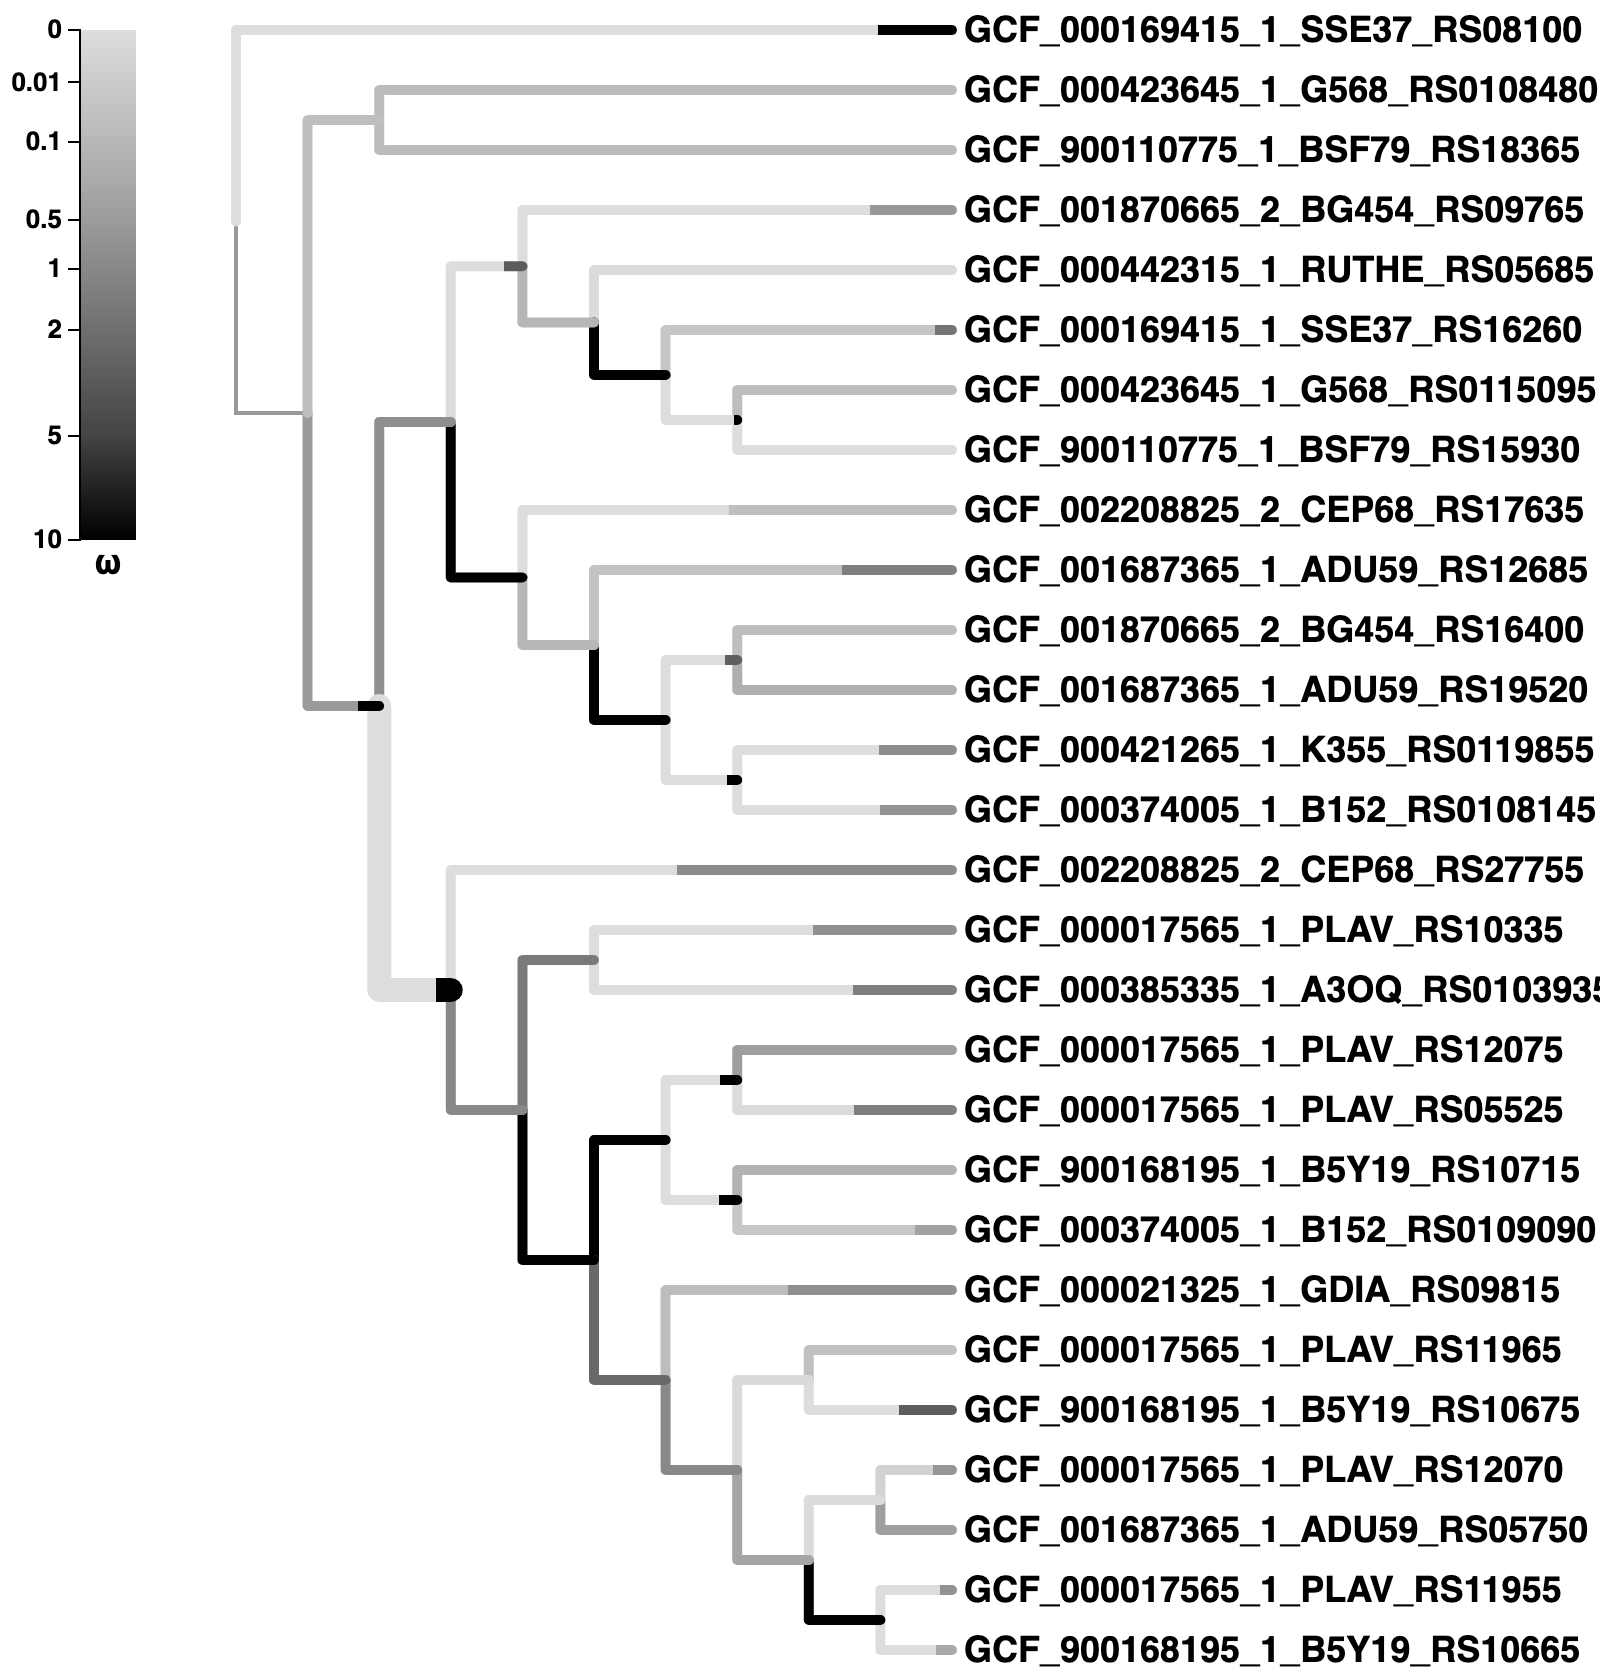 0
0.01
0.1
0.5
1
2
5
10
ω
GCF_000169415_1_SSE37_RS08100
GCF_000423645_1_G568_RS0108480
GCF_900110775_1_BSF79_RS18365
GCF_001870665_2_BG454_RS09765
GCF_000442315_1_RUTHE_RS05685
GCF_000169415_1_SSE37_RS16260
GCF_000423645_1_G568_RS0115095
GCF_900110775_1_BSF79_RS15930
GCF_002208825_2_CEP68_RS17635
GCF_001687365_1_ADU59_RS12685
GCF_001870665_2_BG454_RS16400
GCF_001687365_1_ADU59_RS19520
GCF_000421265_1_K355_RS0119855
GCF_000374005_1_B152_RS0108145
GCF_002208825_2_CEP68_RS27755
GCF_000017565_1_PLAV_RS10335
GCF_000385335_1_A3OQ_RS0103935
GCF_000017565_1_PLAV_RS12075
GCF_000017565_1_PLAV_RS05525
GCF_900168195_1_B5Y19_RS10715
GCF_000374005_1_B152_RS0109090
GCF_000021325_1_GDIA_RS09815
GCF_000017565_1_PLAV_RS11965
GCF_900168195_1_B5Y19_RS10675
GCF_000017565_1_PLAV_RS12070
GCF_001687365_1_ADU59_RS05750
GCF_000017565_1_PLAV_RS11955
GCF_900168195_1_B5Y19_RS10665